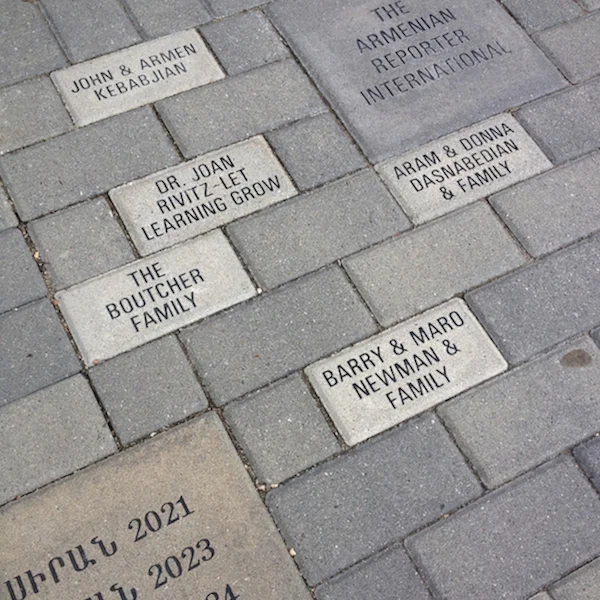 THE
ARMENIAN
REPORTER
INTERNATIONAL
JOHN & ARMEN
KEBABJIAN
ARAM & DONNA
DASNABEDIAN
& FAMILY
DR. JOAN
RIVITZ-LET
LEARNING GROW
THE
BOUTCHER
FAMILY
BARRY & MARO
NEWMAN &
FAMILY
2021
2023